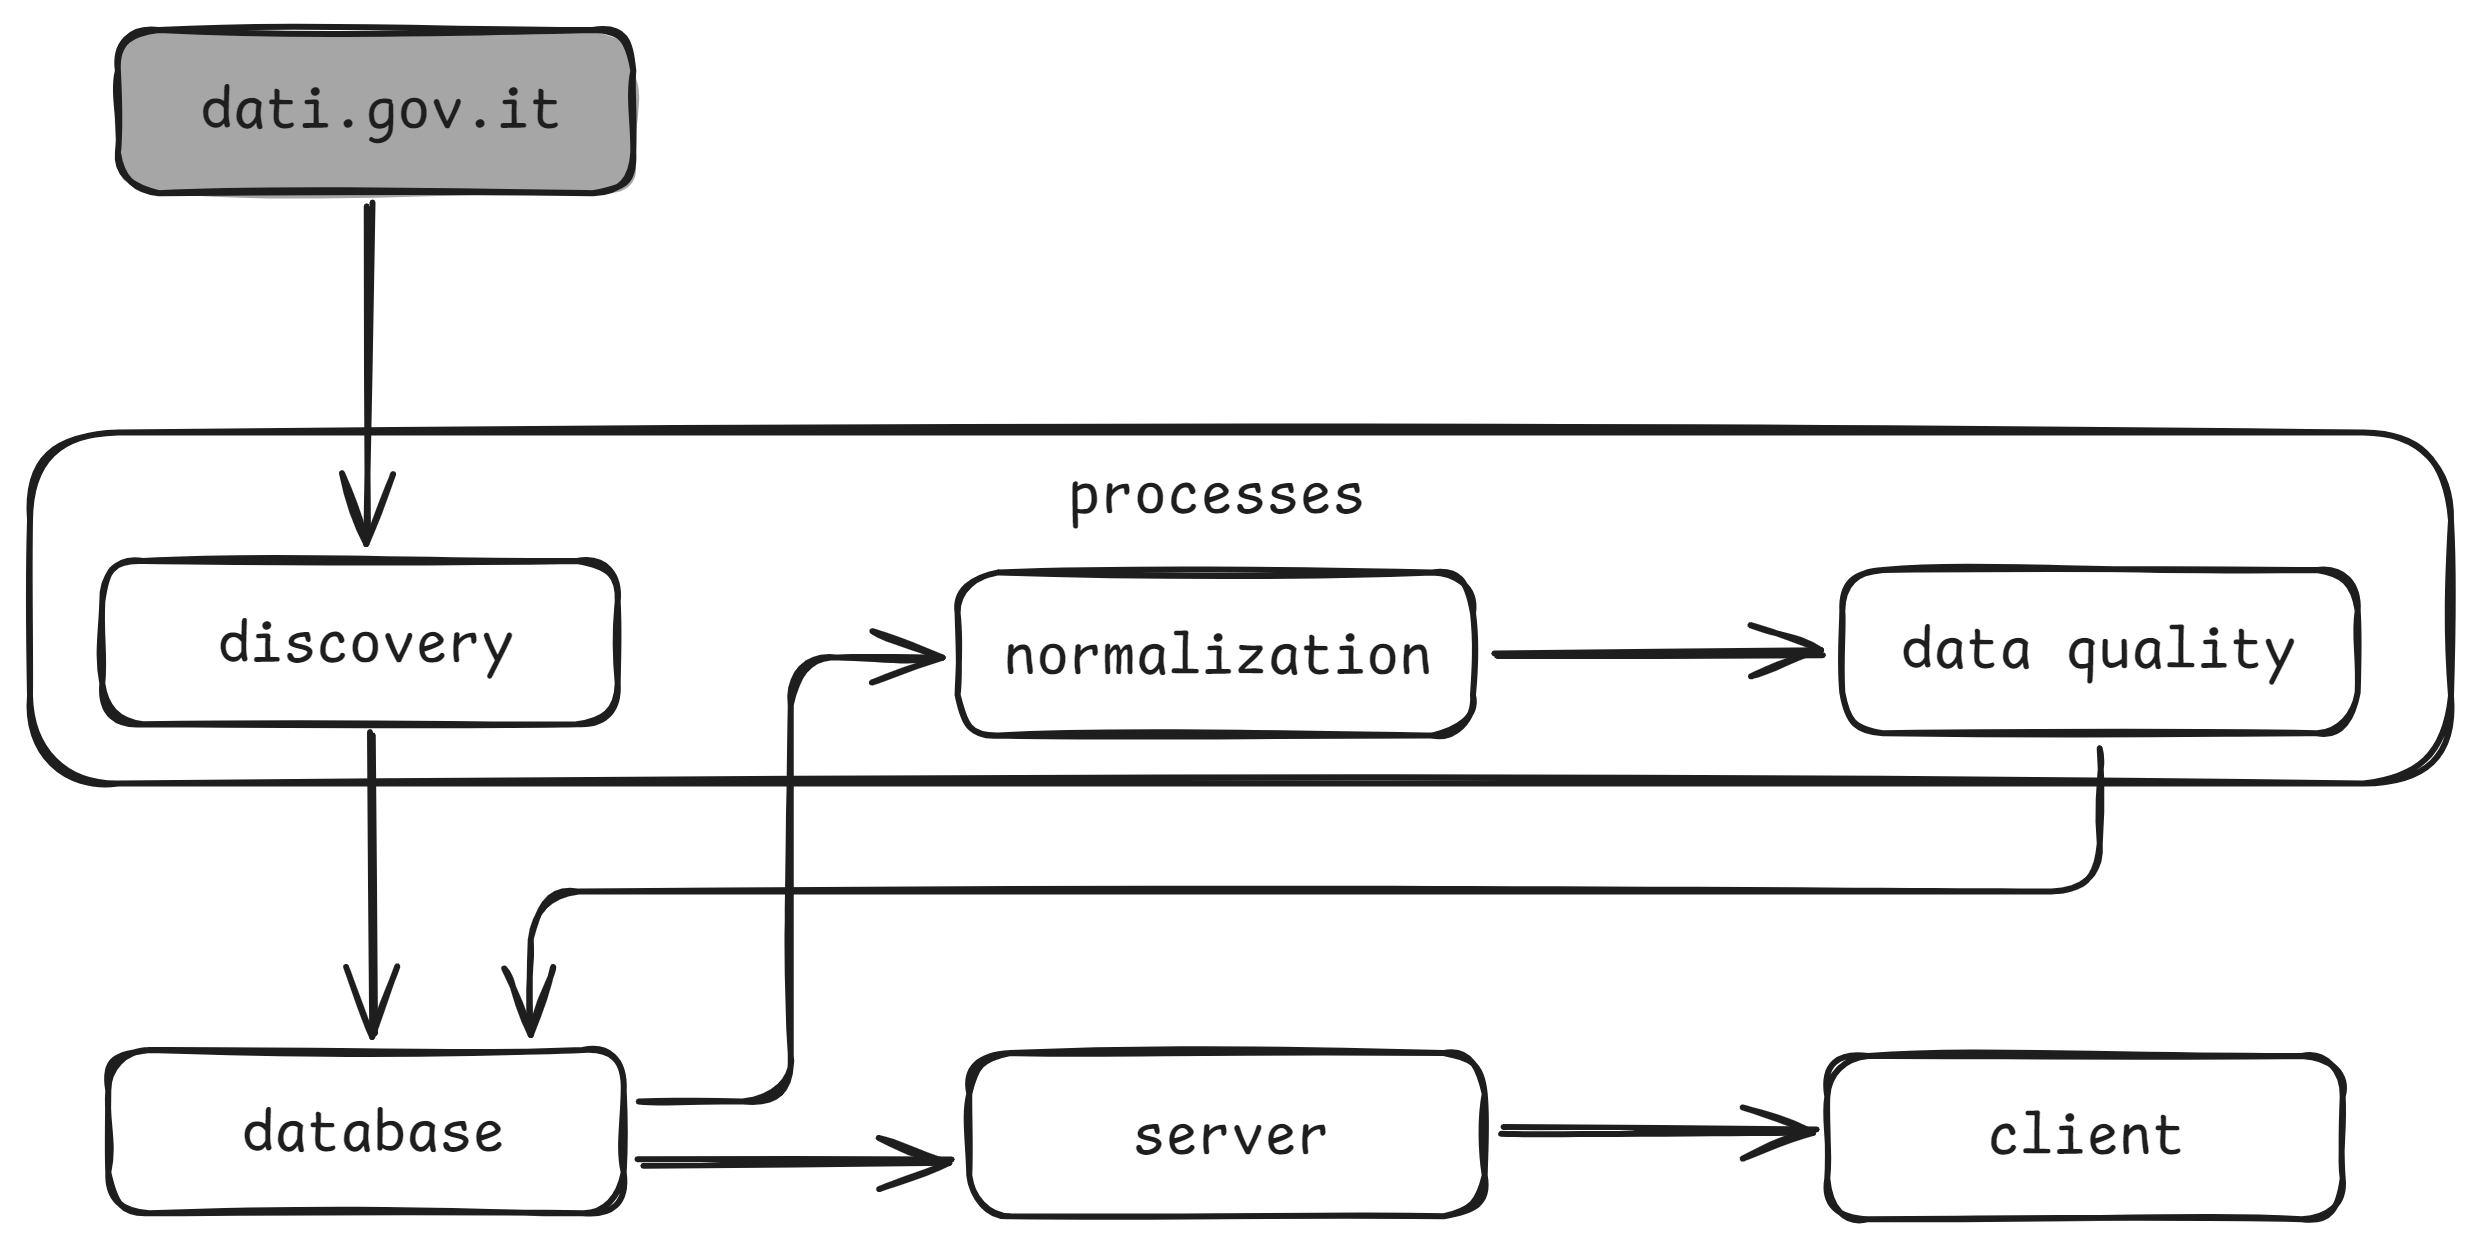 dati.gov.it
processes
discovery
normalization
data quality
database
server
client